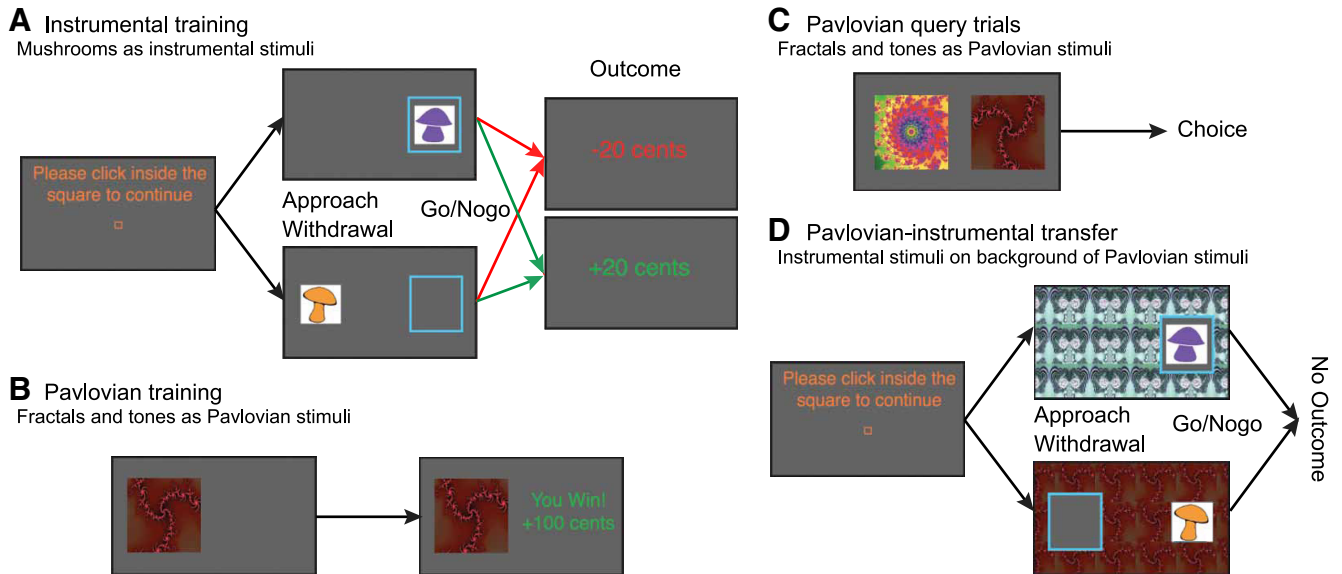 A Instrumental training
Mushrooms as instrumental stimuli
Please click inside the
square to continue
Approach
Withdrawal
Go/Nogo
Outcome
-20 cents
+20 cents
B Pavlovian training
Fractals and tones as Pavlovian stimuli
You Win!
+100 cents
C Pavlovian query trials
Fractals and tones as Pavlovian stimuli
Choice
D Pavlovian-instrumental transfer
Instrumental stimuli on background of Pavlovian stimuli
Please click inside the
square to continue
Approach
Withdrawal
Go/Nogo
No Outcome